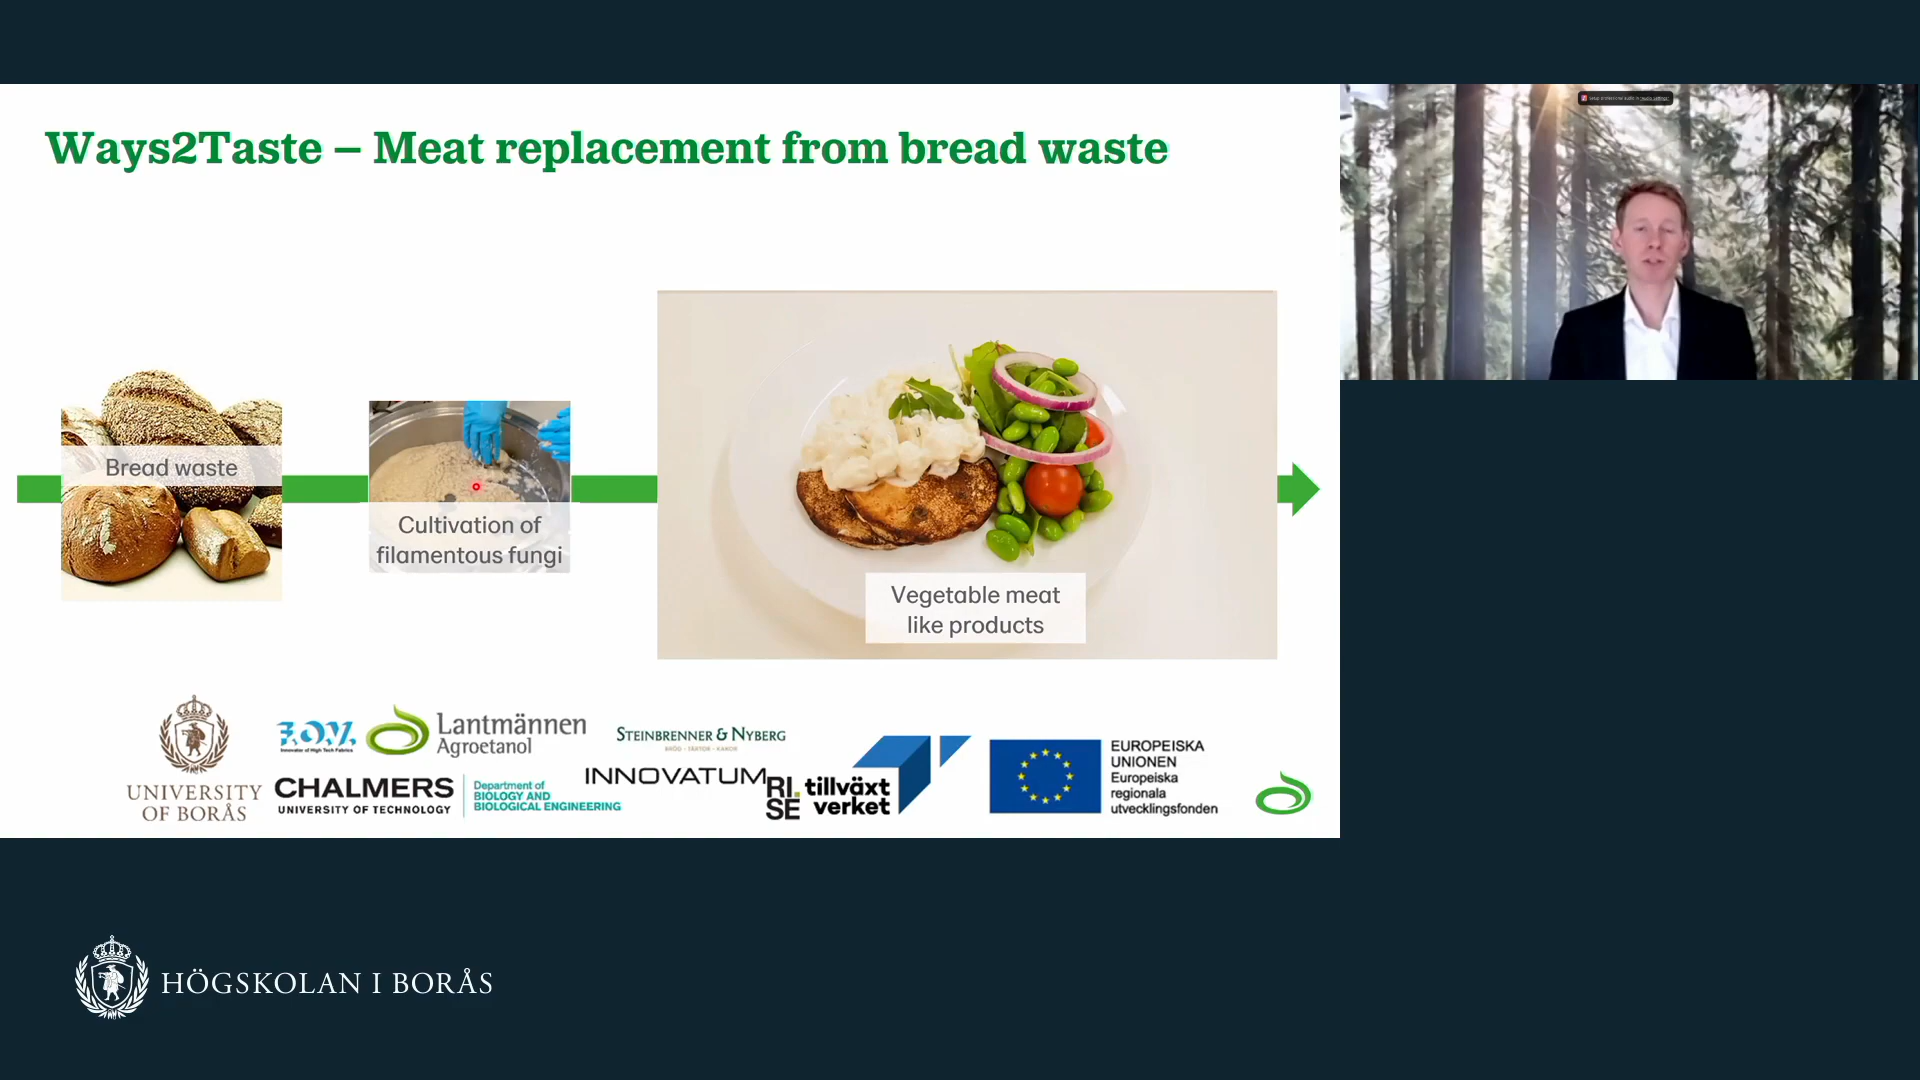 Ways2Taste – Meat replacement from bread waste
Bread waste
Cultivation of
filamentous fungi
Vegetable meat
like products
UNIVERSITY
OF BORÅS
F.O.V.
Lantmännen
Agroetanol
CHALMERS
UNIVERSITY OF TECHNOLOGY
Department of
BIOLOGY AND
BIOLOGICAL ENGINEERING
STEINBRENNER & NYBERG
BRÖD · TÅRTOR · KAKOR
INNOVATUM
RI.
SE
tillväxt
verket
EUROPEISKA
UNIONEN
Europeiska
regionala
utvecklingsfonden
HÖGSKOLAN I BORÅS